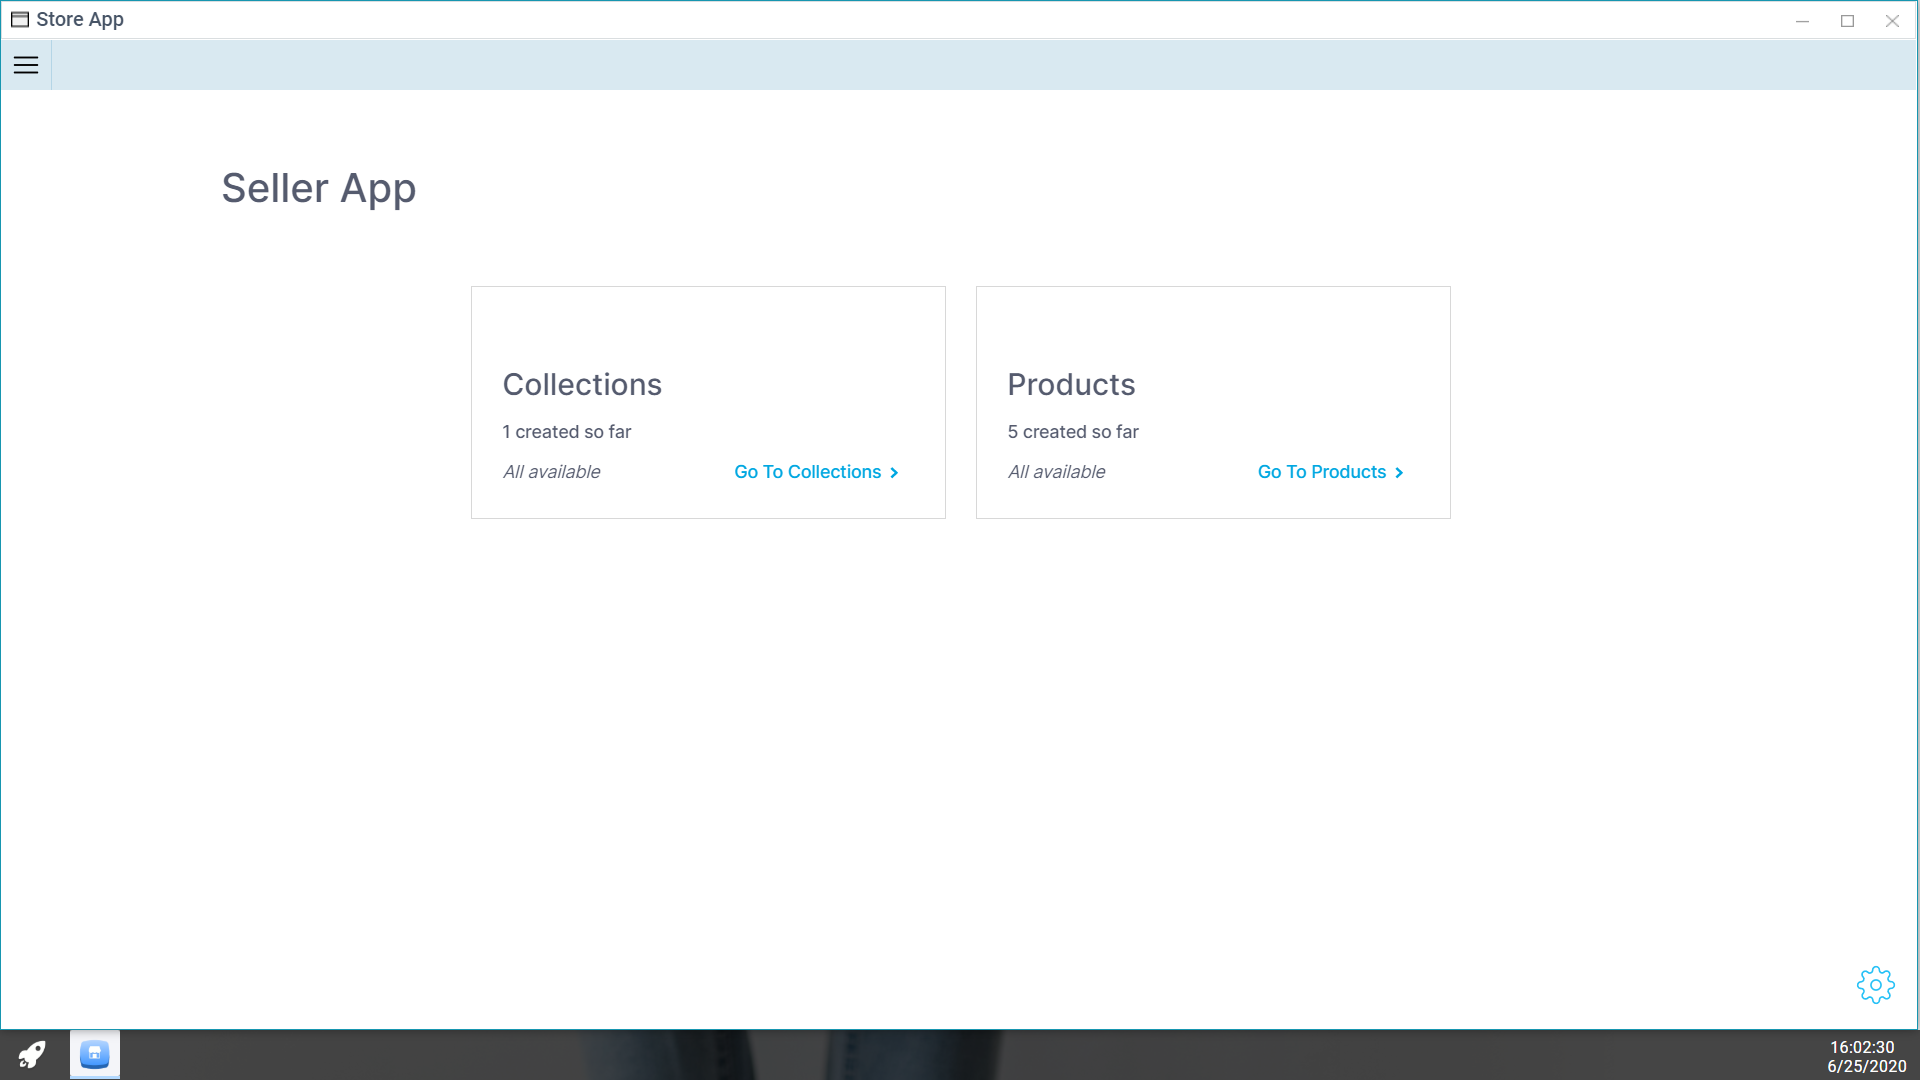 Store App
Seller App
Collections
1 created so far
All available
Go To Collections
Products
5 created so far
All available
Go To Products
16:02:30
6/25/2020